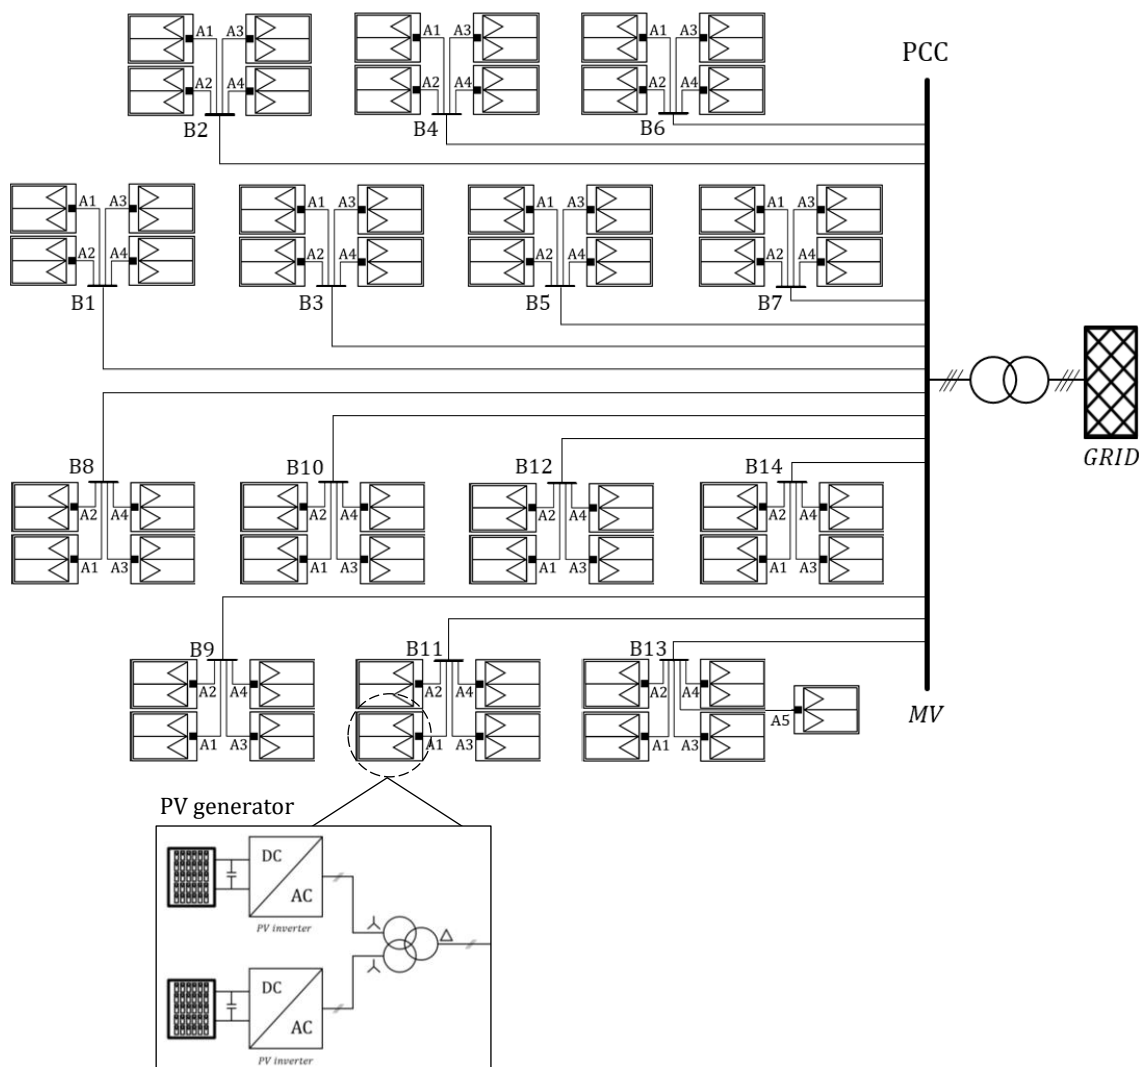 A1 A3 A1 A3 A1 A3
PCC
A2 A4 A2 A4 A2 A4
B2 B4 B6
A1 A3 A1 A3 A1 A3 A1 A3
A2 A4 A2 A4 A2 A4 A2 A4
B1 B3 B5 B7
GRID
B8 B10 B12 B14
A2 A4 A2 A4 A2 A4 A2 A4
A1 A3 A1 A3 A1 A3 A1 A3
B9 B11 B13
A2 A4 A2 A4 A2 A4
MV
A5
A1 A3 A1 A3 A1 A3
PV generator
DC
AC
PV inverter
DC
AC
PV inverter